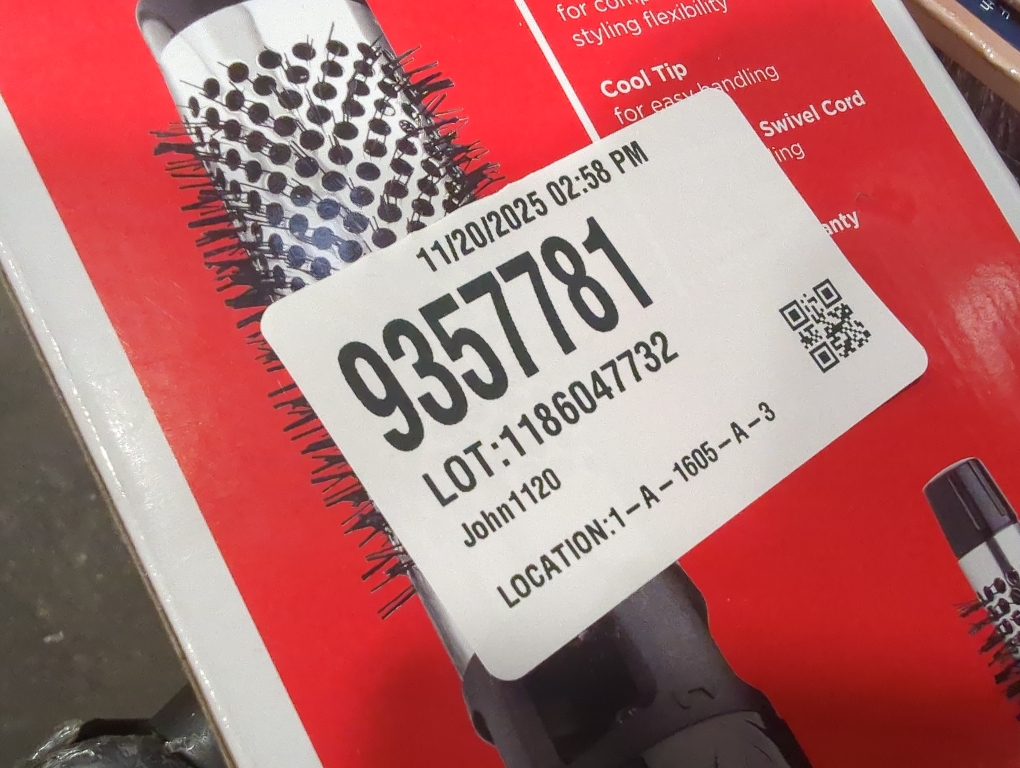 for
styling flexibility
Cool Tip
for easy handling
Swivel Cord
11/20/2025 02:58 PM
9357781
LOT:1186047732
John1120
LOCATION:1-A-1605-A-3